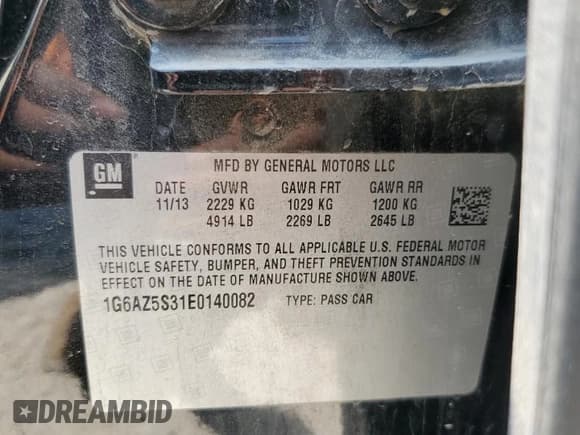 GM
MFD BY GENERAL MOTORS LLC
DATE GVWR GAWR FRT GAWR RR
11/13 2229 KG 1029 KG 1200 KG
4914 LB 2269 LB 2645 LB
THIS VEHICLE CONFORMS TO ALL APPLICABLE U.S. FEDERAL MOTOR
VEHICLE SAFETY, BUMPER, AND THEFT PREVENTION STANDARDS IN
EFFECT ON THE DATE OF MANUFACTURE SHOWN ABOVE.
1G6AZ5S31E0140082 TYPE: PASS CAR
DREAMBID